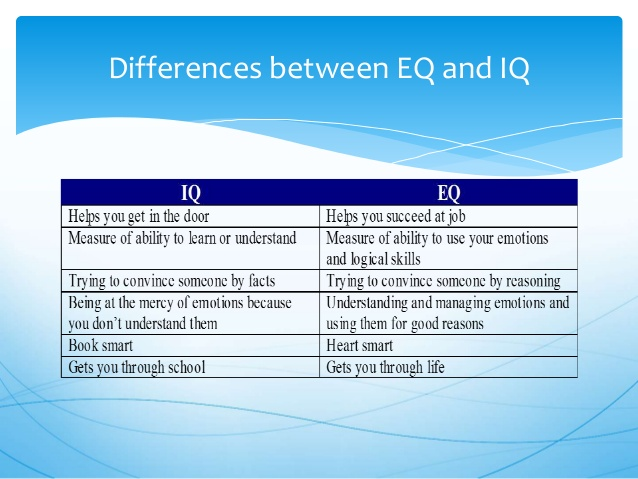 Differences between EQ and IQ
IQ EQ
Helps you get in the door Helps you succeed at job
Measure of ability to learn or understand Measure of ability to use your emotions
and logical skills
Trying to convince someone by facts Trying to convince someone by reasoning
Being at the mercy of emotions because Understanding and managing emotions and
you don't understand them using them for good reasons
Book smart Heart smart
Gets you through school Gets you through life